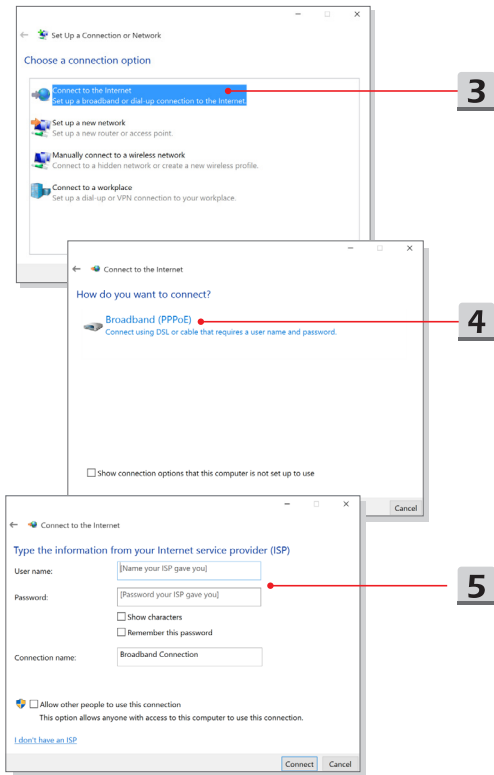 Set Up a Connection or Network
Choose a connection option
Connect to the Internet
Set up a broadband or dial-up connection to the Internet.
3
Set up a new network
Set up a new router or access point.
Manually connect to a wireless network
Connect to a hidden network or create a new wireless profile.
Connect to a workplace
Set up a dial-up or VPN connection to your workplace.
Connect to the Internet
How do you want to connect?
Broadband (PPPoE)
4
Connect using DSL or cable that requires a user name and password.
Show connection options that this computer is not set up to use
Cancel
Connect to the Internet
Type the information from your Internet service provider (ISP)
User name: [Name your ISP gave you]
5
Password: [Password your ISP gave you]
Show characters
Remember this password
Connection name: Broadband Connection
Allow other people to use this connection
This option allows anyone with access to this computer to use this connection.
I don't have an ISP
Connect Cancel